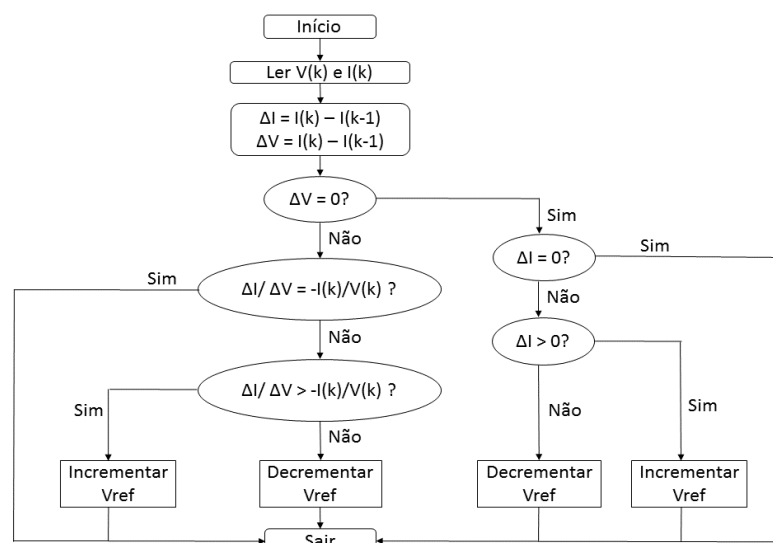 Início
Ler V(k) e I(k)
ΔI = I(k) – I(k-1)
ΔV = I(k) – I(k-1)
ΔV = 0?
Sim
Não
ΔI = 0?
Sim
Sim
ΔI/ ΔV = -I(k)/V(k) ?
Não
Não
ΔI > 0?
ΔI/ ΔV > -I(k)/V(k) ?
Sim
Não
Não
Sim
Incrementar
Vref
Decrementar
Vref
Decrementar
Vref
Incrementar
Vref
Sair